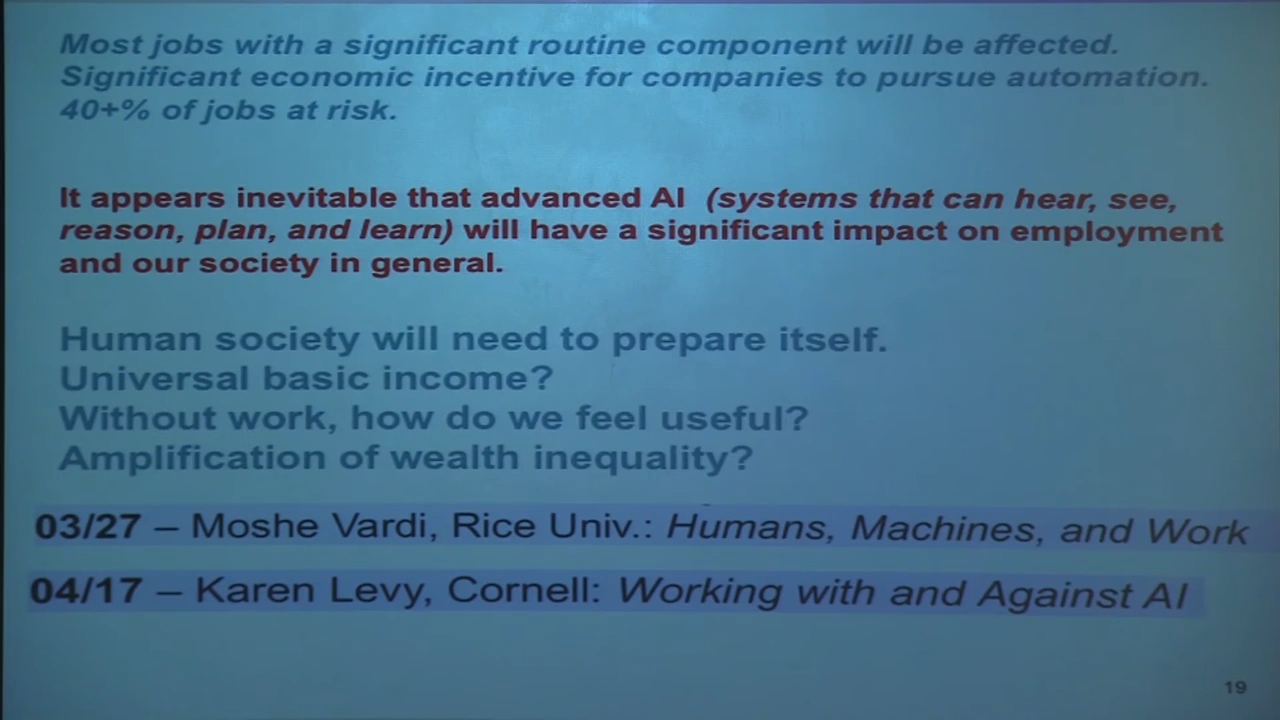 Most jobs with a significant routine component will be affected.
Significant economic incentive for companies to pursue automation.
40+% of jobs at risk.
It appears inevitable that advanced AI (systems that can hear, see,
reason, plan, and learn) will have a significant impact on employment
and our society in general.
Human society will need to prepare itself.
Universal basic income?
Without work, how do we feel useful?
Amplification of wealth inequality?
03/27 – Moshe Vardi, Rice Univ.: Humans, Machines, and Work
04/17 – Karen Levy, Cornell: Working with and Against AI
19